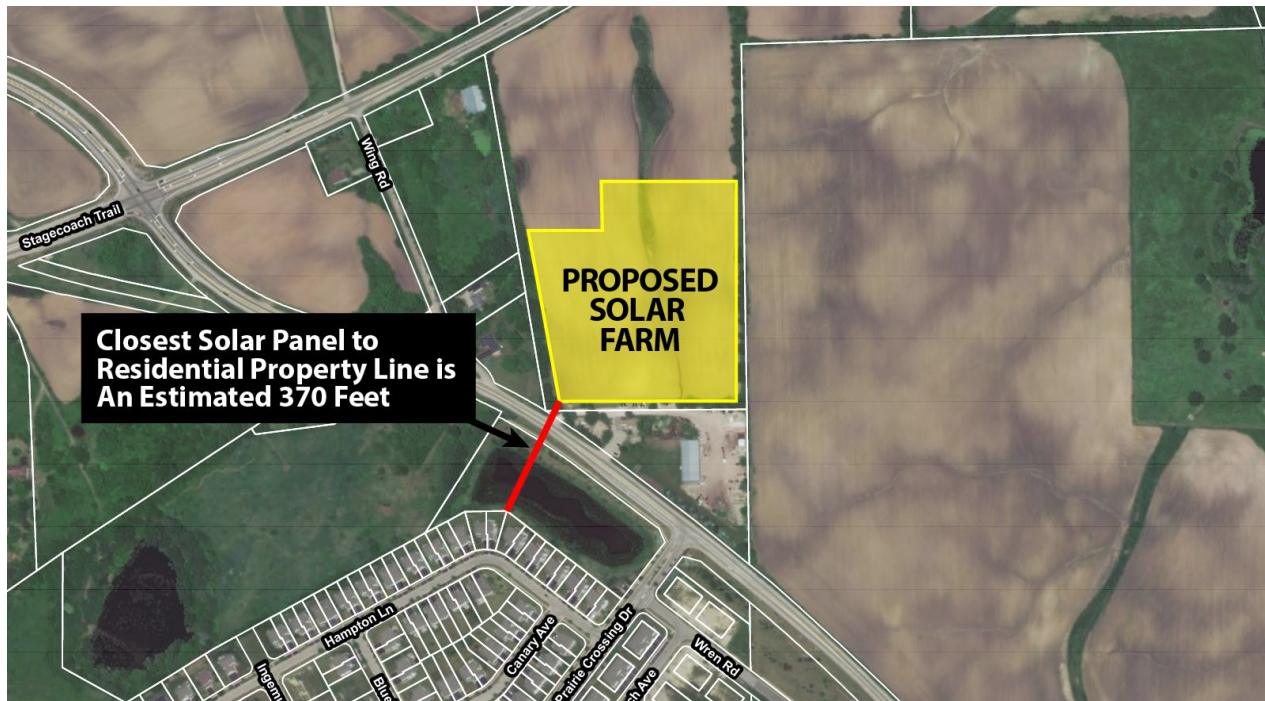 Wing Rd
Stagecoach Trail
PROPOSED
SOLAR
FARM
Closest Solar Panel to
Residential Property Line is
An Estimated 370 Feet
Hampton Ln
Canary Ave
Prairie Crossing Dr
Wren Rd
Ave